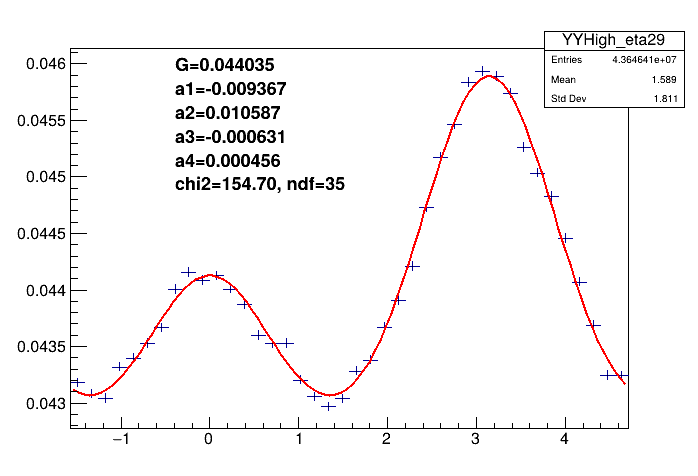 YYHigh_eta29
Entries 4.364641e+07
Mean 1.589
Std Dev 1.811
G=0.044035
a1=-0.009367
a2=0.010587
a3=-0.000631
a4=0.000456
chi2=154.70, ndf=35
0.046
0.0455
0.045
0.0445
0.044
0.0435
0.043
−1 0 1 2 3 4